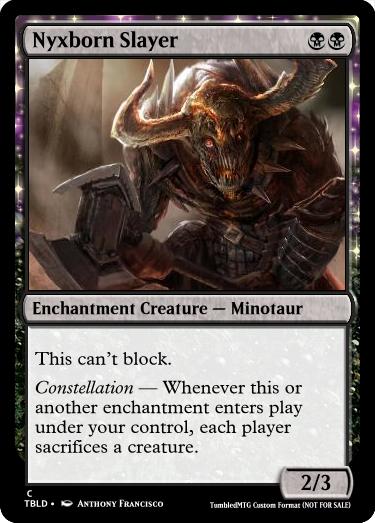 Nyxborn Slayer
Enchantment Creature — Minotaur
This can't block.
Constellation — Whenever this or
another enchantment enters play
under your control, each player
sacrifices a creature.
2/3
C
TBLD • Anthony Francisco
TumbledMTG Custom Format (NOT FOR SALE)